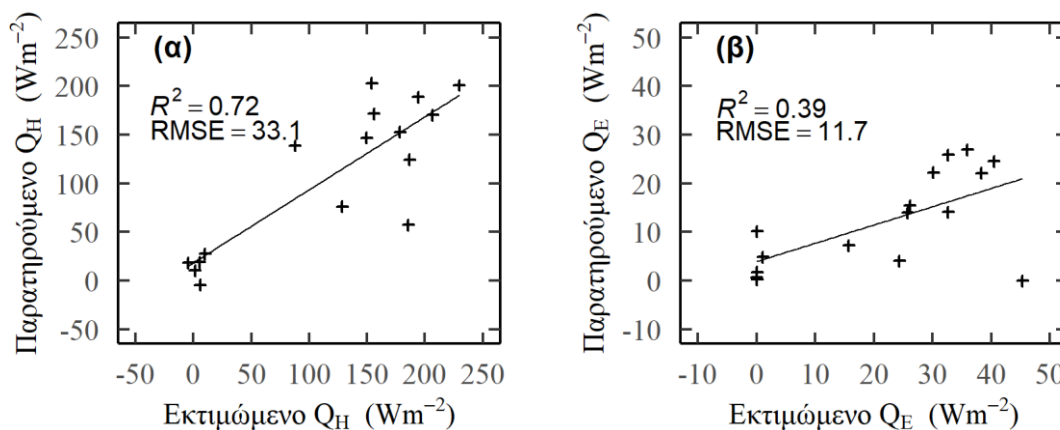 (α)
R² = 0.72
RMSE = 33.1
250
200
150
100
50
0
-50
-50 0 50 100 150 200 250
Παρατηρούμενο Q_H (Wm⁻²)
Εκτιμώμενο Q_H (Wm⁻²)
(β)
R² = 0.39
RMSE = 11.7
50
40
30
20
10
0
-10
-10 0 10 20 30 40 50
Παρατηρούμενο Q_E (Wm⁻²)
Εκτιμώμενο Q_E (Wm⁻²)